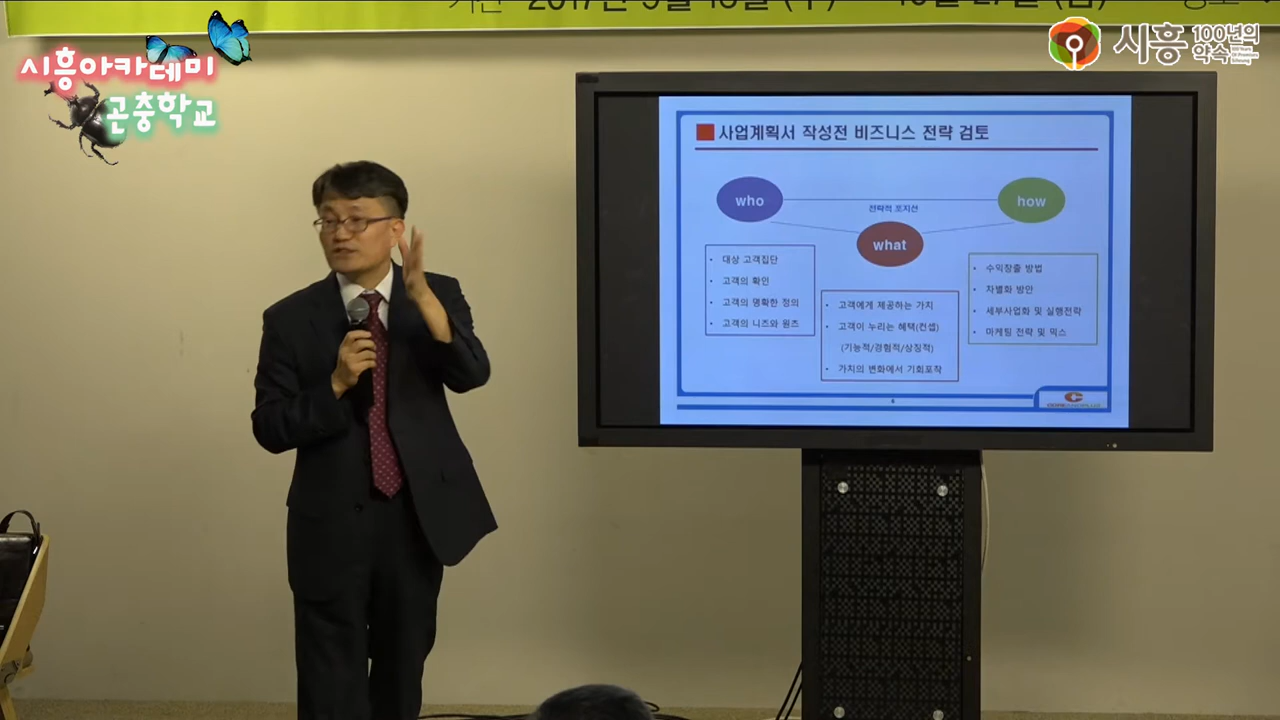 시흥아카데미
곤충학교
시흥 100년의
약속
사업계획서 작성전 비즈니스 전략 검토
who
how
전략적 포지션
what
• 대상 고객집단
• 고객의 확인
• 고객의 명확한 정의
• 고객의 니즈와 원즈
• 고객에게 제공하는 가치
• 고객이 누리는 혜택(컨셉)
(기능적/경험적/상징적)
• 가치의 변화에서 기회포착
• 수익창출 방법
• 차별화 방안
• 세부사업화 및 실행전략
• 마케팅 전략 및 믹스